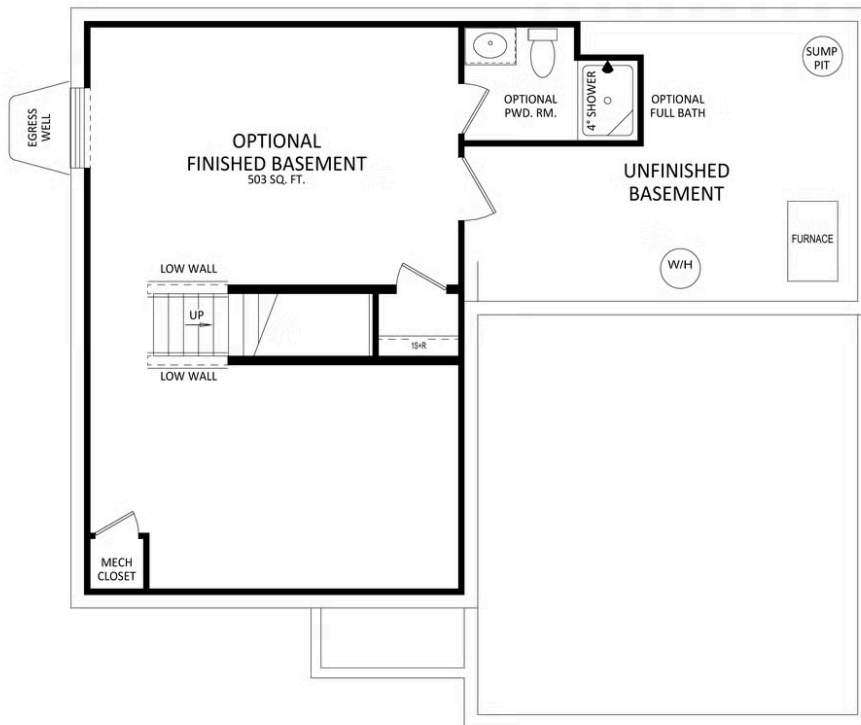 SUMP
PIT
EGRESS
WELL
OPTIONAL
PWD. RM.
4" SHOWER
OPTIONAL
FULL BATH
OPTIONAL
FINISHED BASEMENT
503 SQ. FT.
UNFINISHED
BASEMENT
FURNACE
W/H
LOW WALL
UP
1S+R
LOW WALL
MECH
CLOSET